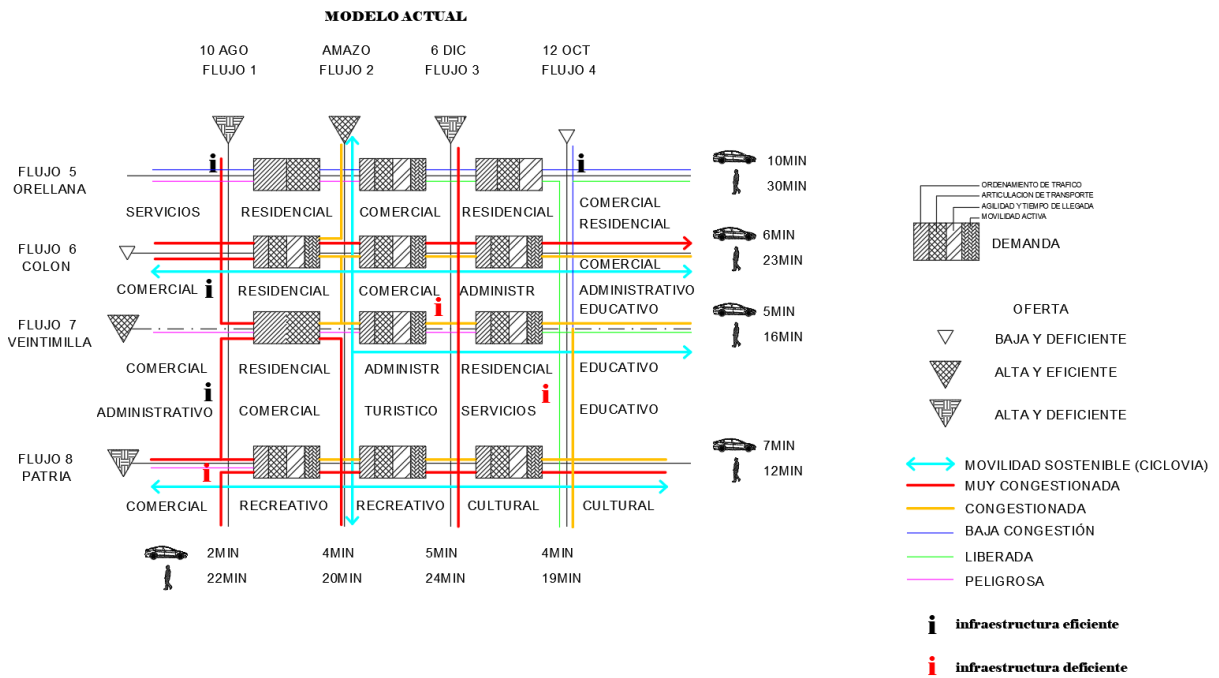 MODELO ACTUAL
10 AGO
FLUJO 1
AMAZO
FLUJO 2
6 DIC
FLUJO 3
12 OCT
FLUJO 4
FLUJO 5
ORELLANA
i
i
10MIN
30MIN
SERVICIOS
RESIDENCIAL
COMERCIAL
RESIDENCIAL
COMERCIAL
RESIDENCIAL
FLUJO 6
COLON
6MIN
23MIN
COMERCIAL
i
RESIDENCIAL
COMERCIAL
ADMINISTR
COMERCIAL
ADMINISTRATIVO
EDUCATIVO
i
FLUJO 7
VEINTIMILLA
5MIN
16MIN
COMERCIAL
RESIDENCIAL
ADMINISTR
RESIDENCIAL
EDUCATIVO
i
i
ADMINISTRATIVO
COMERCIAL
TURISTICO
SERVICIOS
EDUCATIVO
FLUJO 8
PATRIA
i
7MIN
12MIN
COMERCIAL
RECREATIVO
RECREATIVO
CULTURAL
CULTURAL
2MIN
4MIN
5MIN
4MIN
22MIN
20MIN
24MIN
19MIN
ORDENAMIENTO DE TRAFICO
ARTICULACION DE TRANSPORTE
AGILIDAD Y TIEMPO DE LLEGADA
MOVILIDAD ACTIVA
DEMANDA
OFERTA
BAJA Y DEFICIENTE
ALTA Y EFICIENTE
ALTA Y DEFICIENTE
MOVILIDAD SOSTENIBLE (CICLOVIA)
MUY CONGESTIONADA
CONGESTIONADA
BAJA CONGESTIÓN
LIBERADA
PELIGROSA
i infraestructura eficiente
i infraestructura deficiente